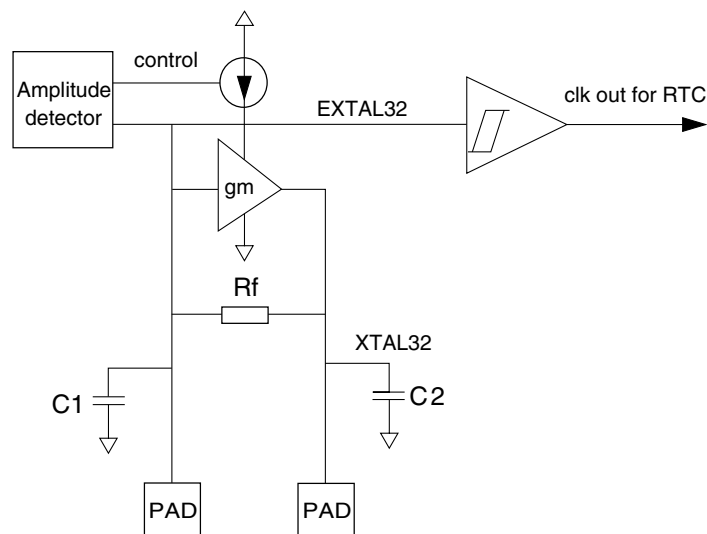 control
Amplitude
detector
EXTAL32
clk out for RTC
gm
Rf
XTAL32
C1
C2
PAD
PAD